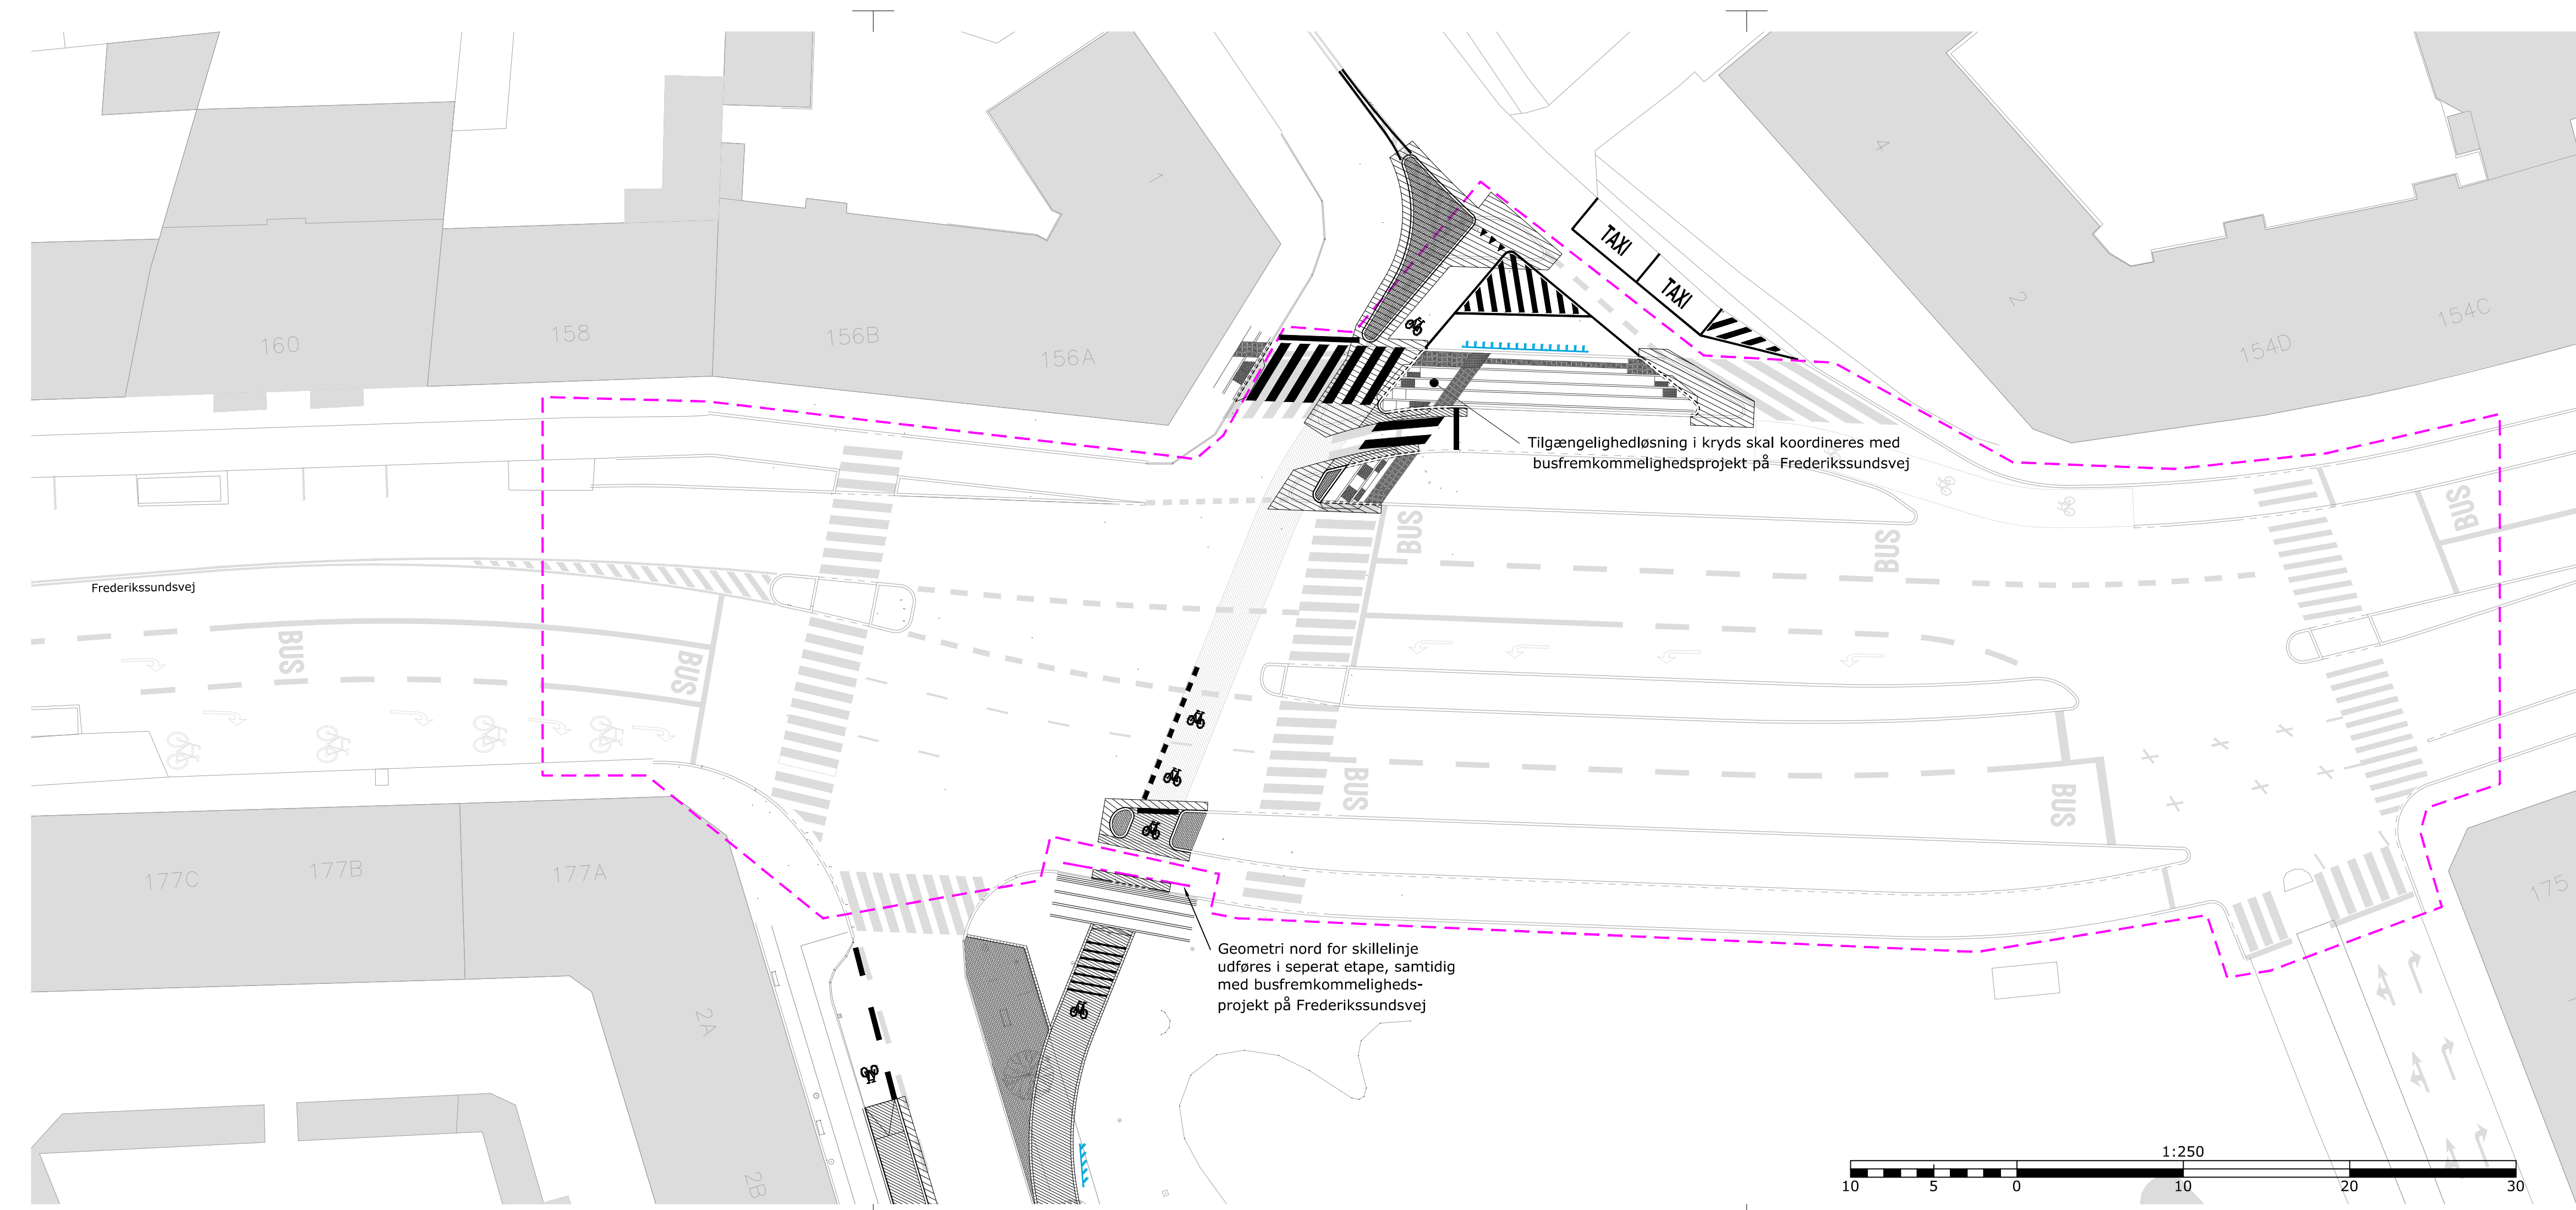 1
4
TAXI
TAXI
2
154C
154D
160
158
156B
156A
Tilgængelighedløsning i kryds skal koordineres med
busfremkommelighedsprojekt på Frederikssundsvej
BUS
BUS
BUS
Frederikssundsvej
BUS
BUS
BUS
BUS
177C
177B
177A
175
Geometri nord for skillelinje
udføres i seperat etape, samtidig
med busfremkommeligheds-
projekt på Frederikssundsvej
2A
2B
1:250
10 5 0 10 20 30